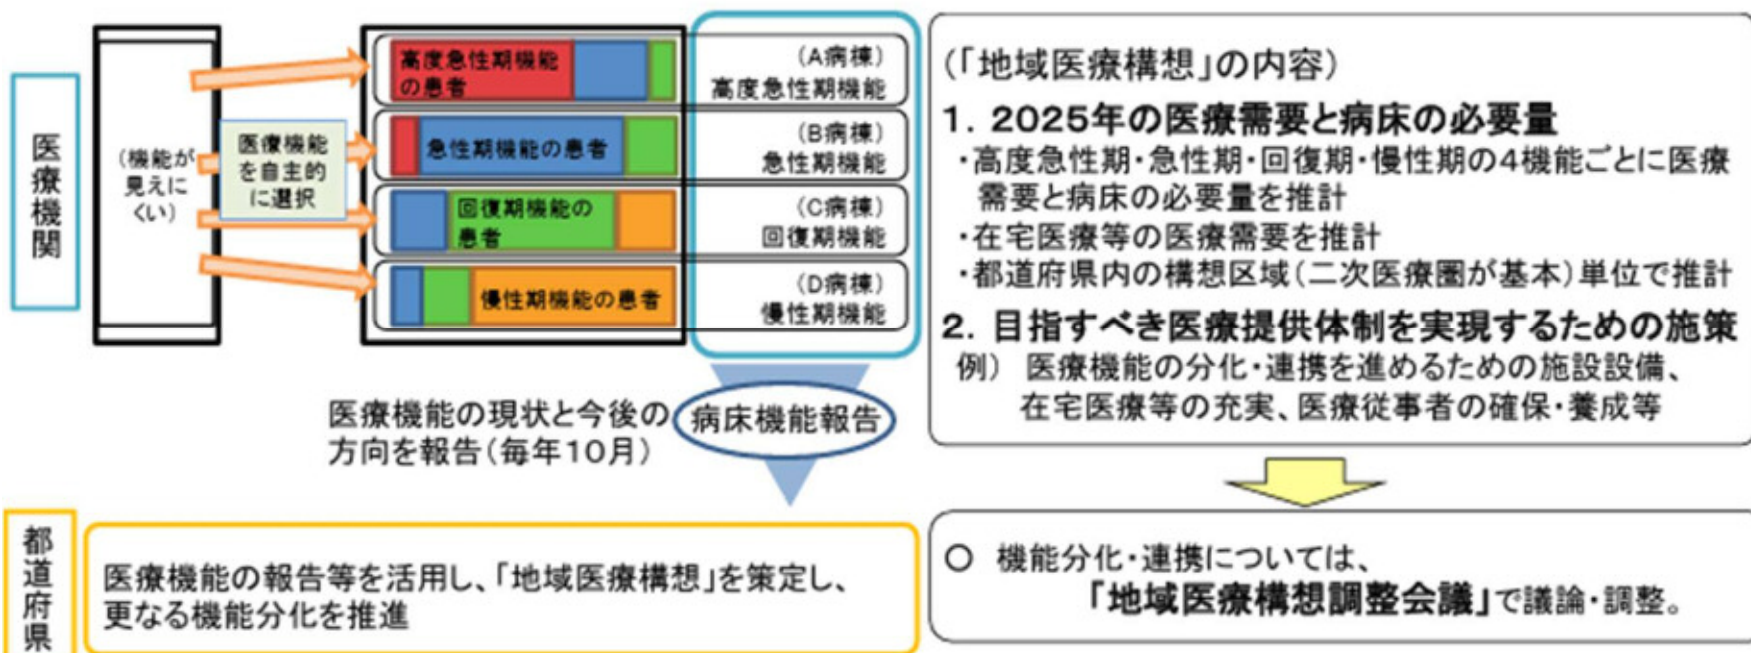 医療機関
(機能が
見えに
くい)
医療機能
を自主的
に選択
高度急性期機能
の患者
(A病棟)
高度急性期機能
急性期機能の患者
(B病棟)
急性期機能
回復期機能の
患者
(C病棟)
回復期機能
慢性期機能の患者
(D病棟)
慢性期機能
医療機能の現状と今後の
方向を報告(毎年10月)
病床機能報告
(「地域医療構想」の内容)
1. 2025年の医療需要と病床の必要量
・高度急性期・急性期・回復期・慢性期の4機能ごとに医療
需要と病床の必要量を推計
・在宅医療等の医療需要を推計
・都道府県内の構想区域(二次医療圏が基本)単位で推計
2. 目指すべき医療提供体制を実現するための施策
例) 医療機能の分化・連携を進めるための施設設備、
在宅医療等の充実、医療従事者の確保・養成等
都道府県
医療機能の報告等を活用し、「地域医療構想」を策定し、
更なる機能分化を推進
○ 機能分化・連携については、
「地域医療構想調整会議」で議論・調整。